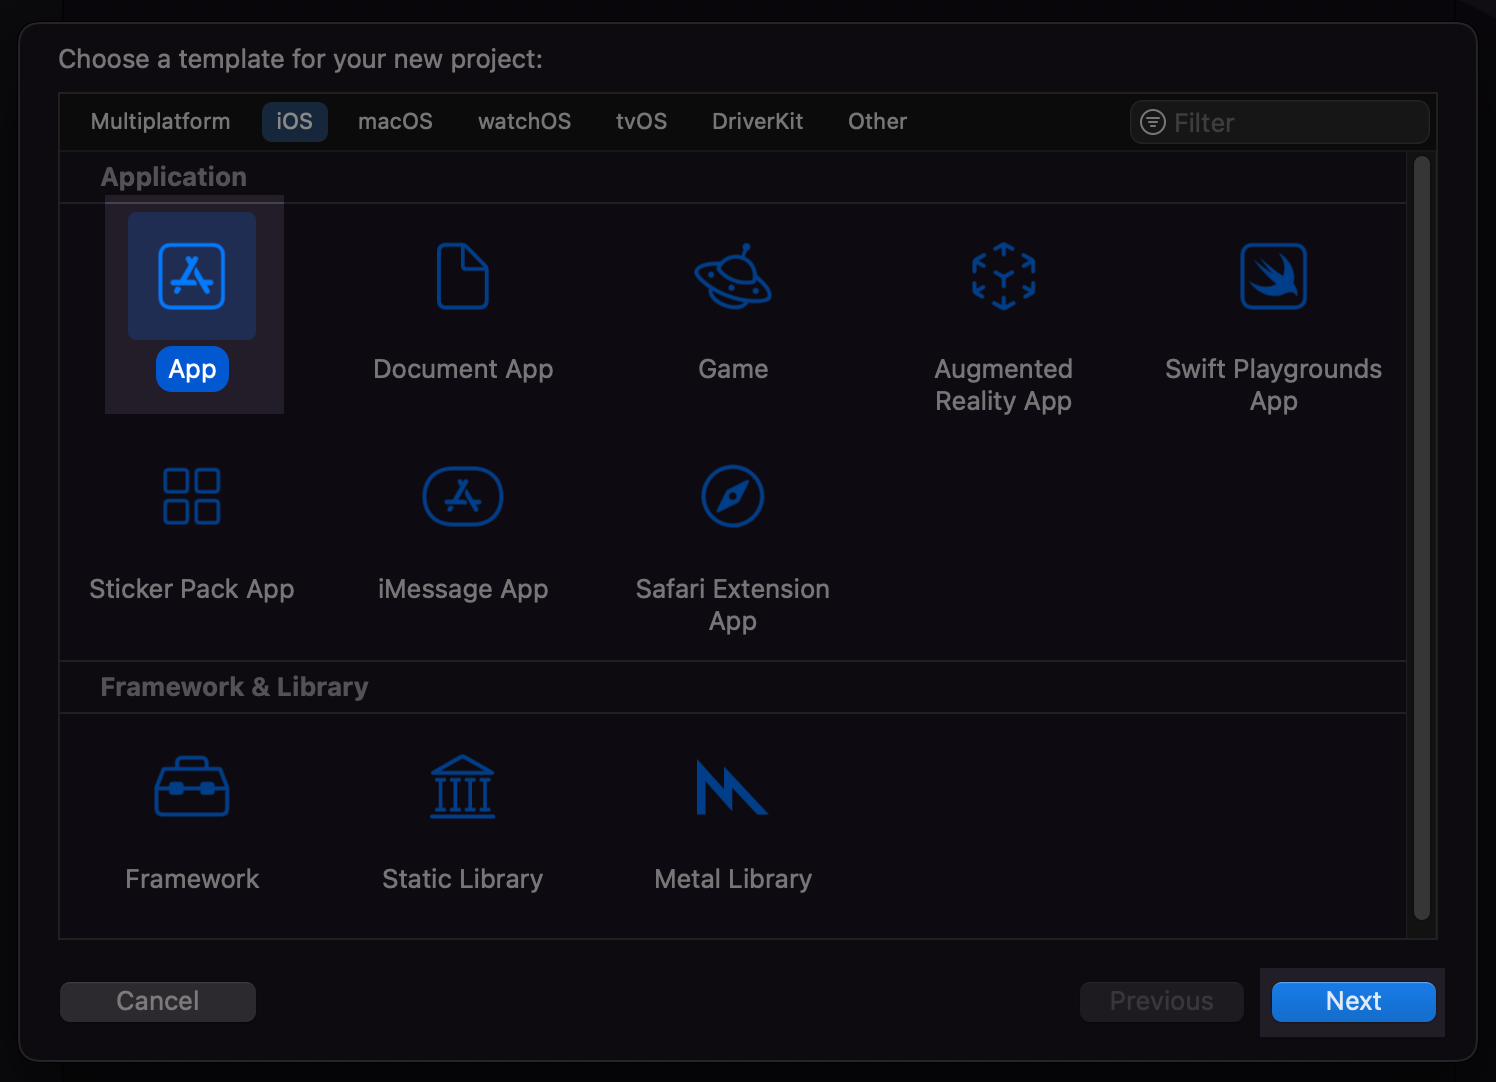 Choose a template for your new project:
Multiplatform iOS macOS watchOS tvOS DriverKit Other Filter
Application
App Document App Game Augmented Swift Playgrounds
Reality App App
Sticker Pack App iMessage App Safari Extension
App
Framework & Library
Framework Static Library Metal Library
Cancel Previous Next